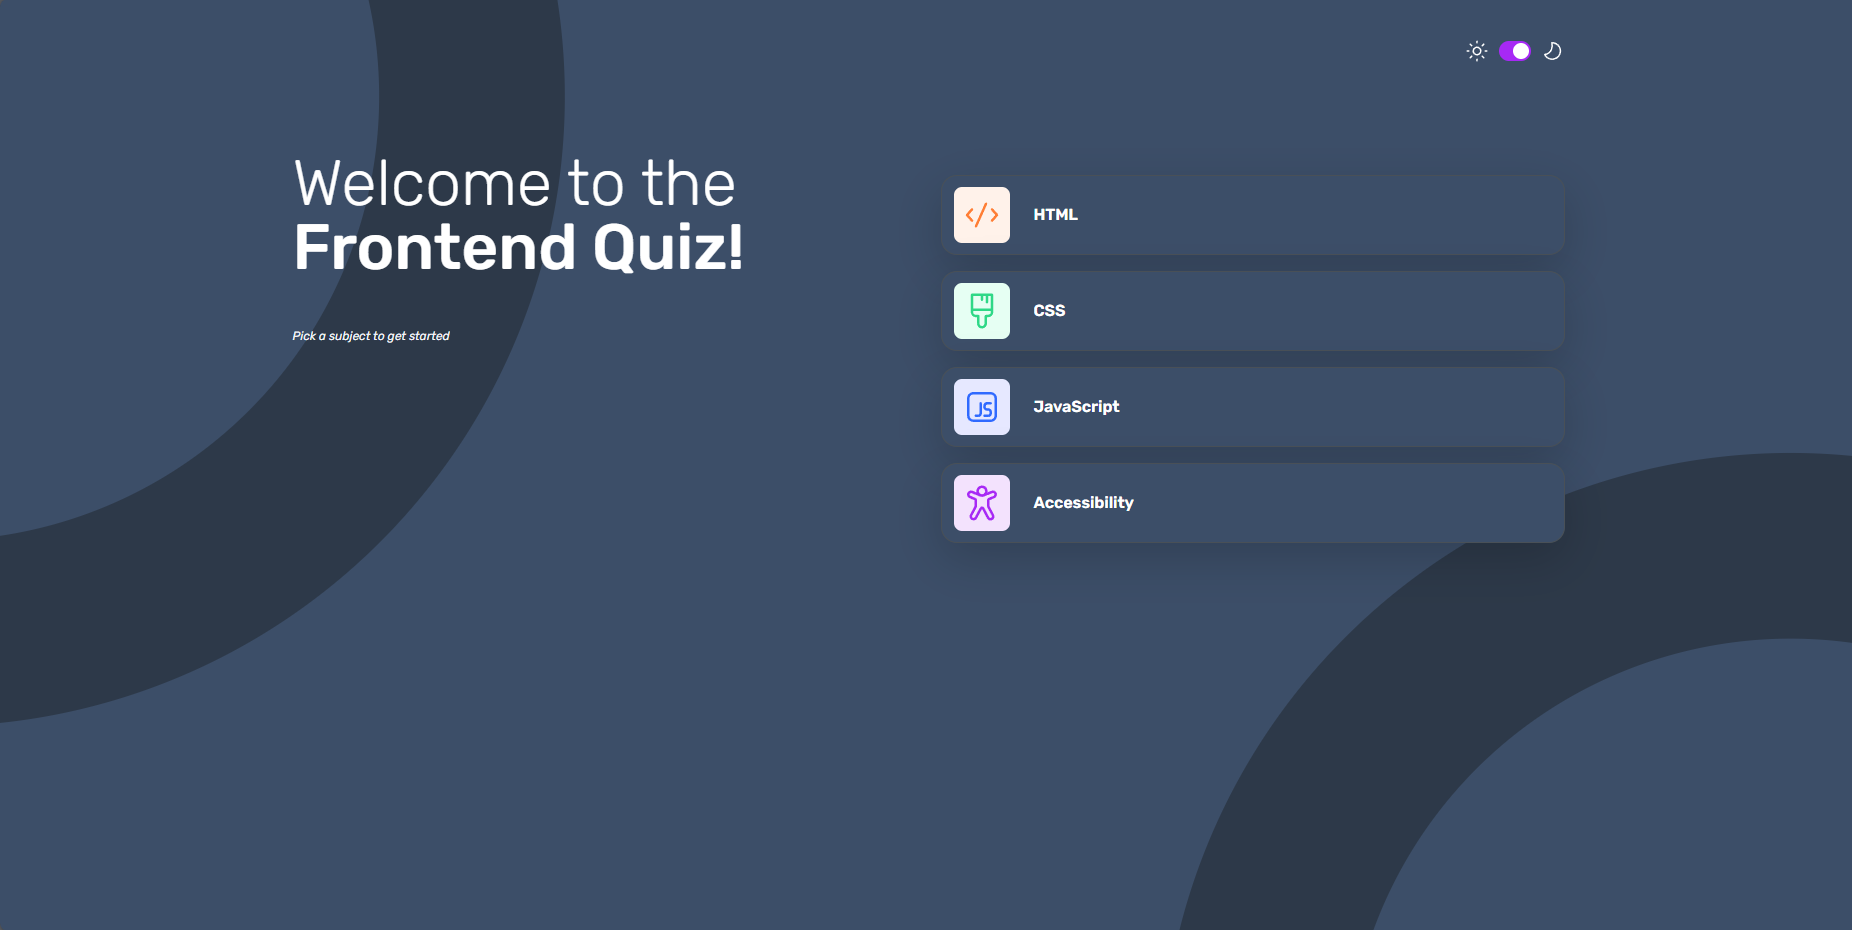 Welcome to the
Frontend Quiz!
Pick a subject to get started
</> HTML
CSS
JS JavaScript
Accessibility